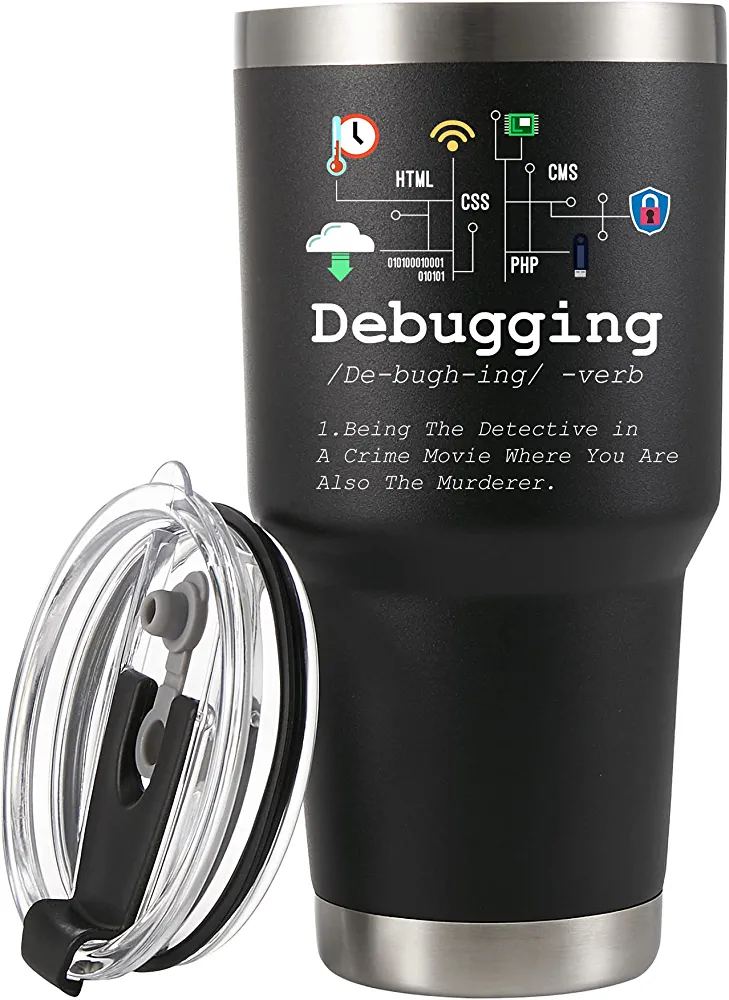 HTML
CMS
CSS
010100010001
010101
PHP
Debugging
/De-bugh-ing/ -verb
1.Being The Detective in
A Crime Movie Where You Are
Also The Murderer.